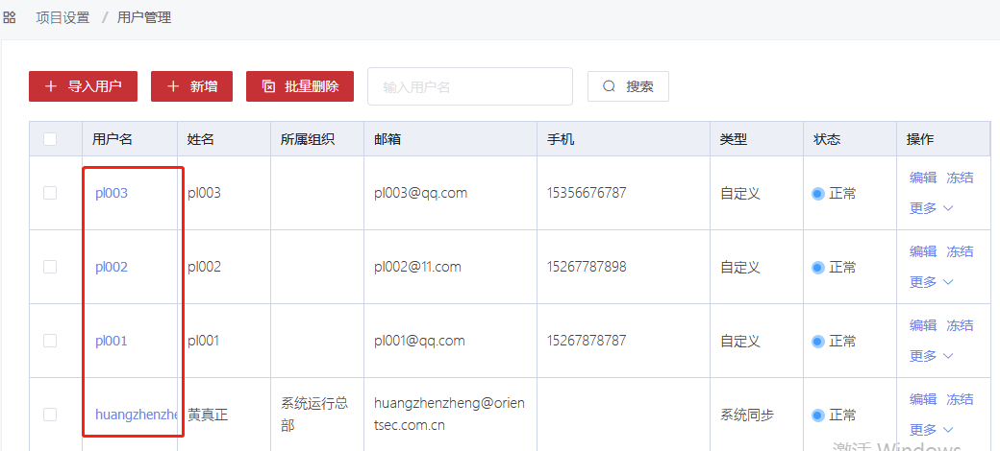 项目设置 / 用户管理
导入用户 新增 批量删除 输入用户名 搜索
用户名 姓名 所属组织 邮箱 手机 类型 状态 操作
pl003 pl003 pl003@qq.com 15356676787 自定义 正常 编辑 冻结
更多
pl002 pl002 pl002@11.com 15267787898 自定义 正常 编辑 冻结
更多
pl001 pl001 pl001@qq.com 15267878787 自定义 正常 编辑 冻结
更多
huangzhenzhe 黄真正 系统运行总 huangzhenzheng@orien 系统同步 正常 编辑 冻结
部 tsec.com.cn 更多
激活 Windows